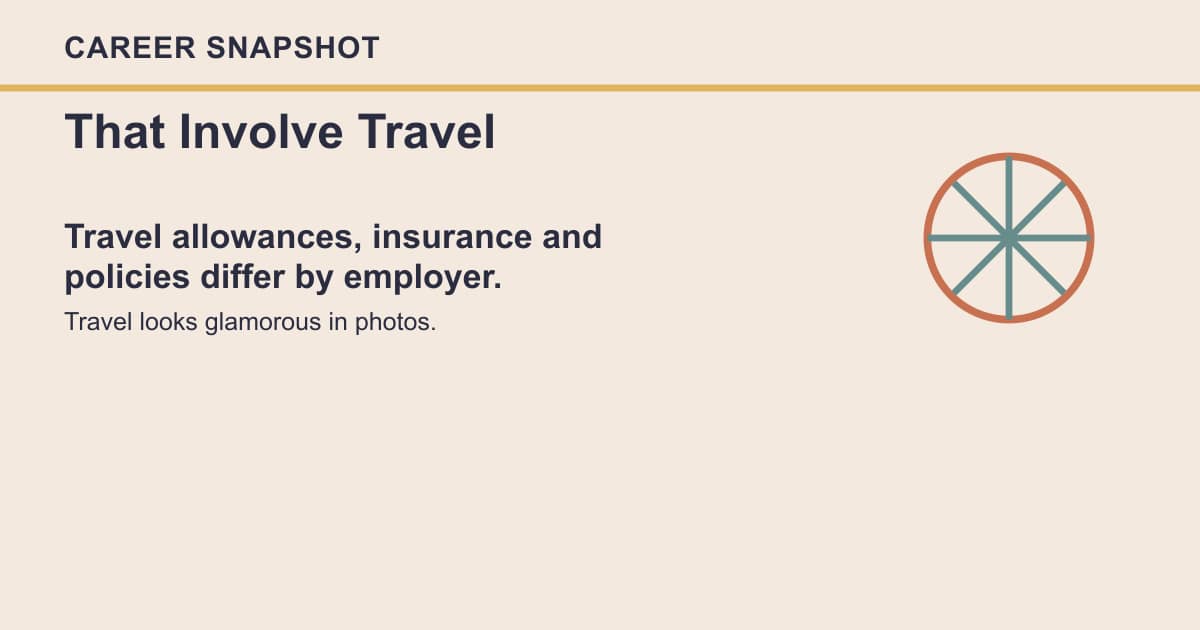 CAREER SNAPSHOT
That Involve Travel
Travel allowances, insurance and
policies differ by employer.
Travel looks glamorous in photos.